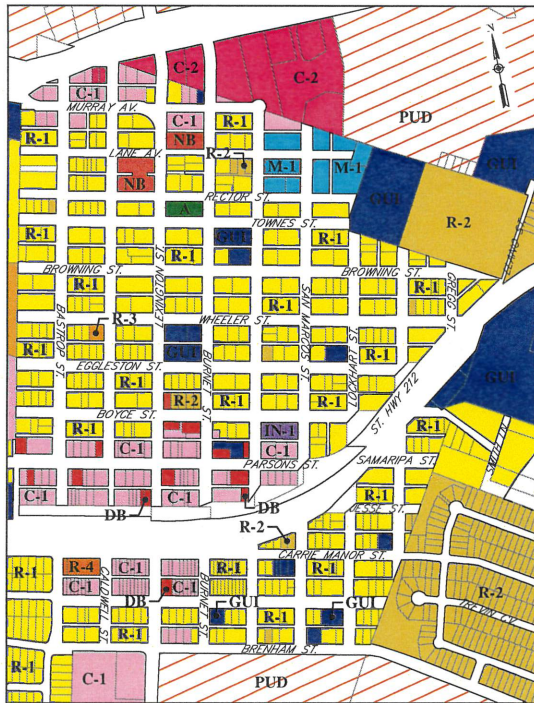 C-2
C-2
N
C-1
MURRAY AV.
PUD
R-1
C-1
R-1
NB
LANE AV.
R-2
M-1
M-1
GUI
NB
RECTOR ST.
GUI
A
R-2
TOWNES ST.
R-1
GUI
R-1
R-1
BROWNING ST.
BROWNING ST.
GREGG ST.
R-1
LEXINGTON ST.
R-1
SAN MARCOS ST.
R-3
WHEELER ST.
BASTROP ST.
R-1
GUI
BURNET ST.
LOCKHART ST.
R-1
GUI
EGGLESTON ST.
R-1
R-1
ST. HWY 212
R-2
R-1
R-1
BOYCE ST.
R-1
IN-1
C-1
PARSONS ST.
SAMARIPA ST.
C-1
C-1
R-1
DB
DB
JESSE ST.
R-2
CARRIE MANOR ST.
R-1
R-4
C-1
R-1
R-1
R-2
C-1
C-1
CALDWELL ST.
DB
BURNET ST.
GUI
GUI
TREVIN CV.
R-1
R-1
BRENHAM ST.
R-1
C-1
PUD